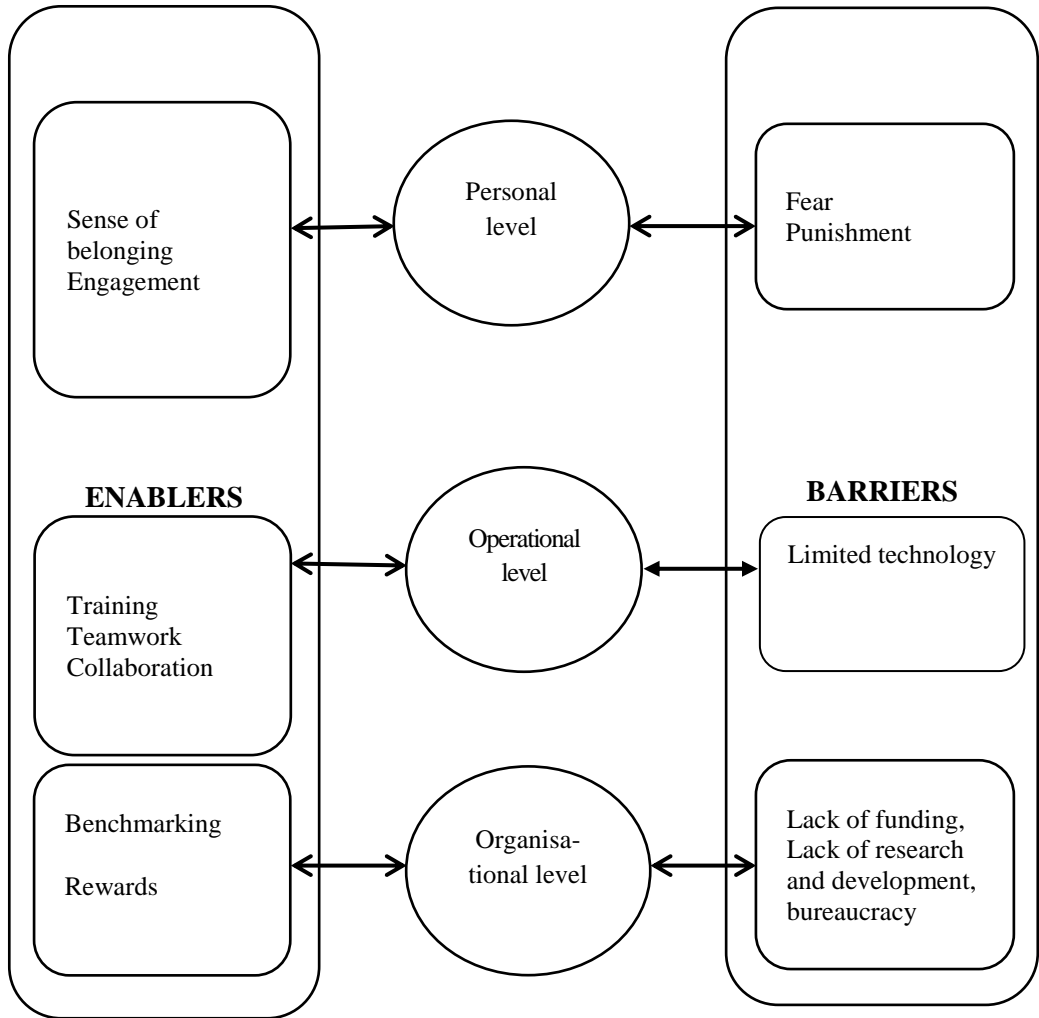 Sense of
belonging
Engagement
Personal
level
Fear
Punishment
ENABLERS
Training
Teamwork
Collaboration
Operational
level
BARRIERS
Limited technology
Benchmarking
Rewards
Organisa-
tional level
Lack of funding,
Lack of research
and development,
bureaucracy